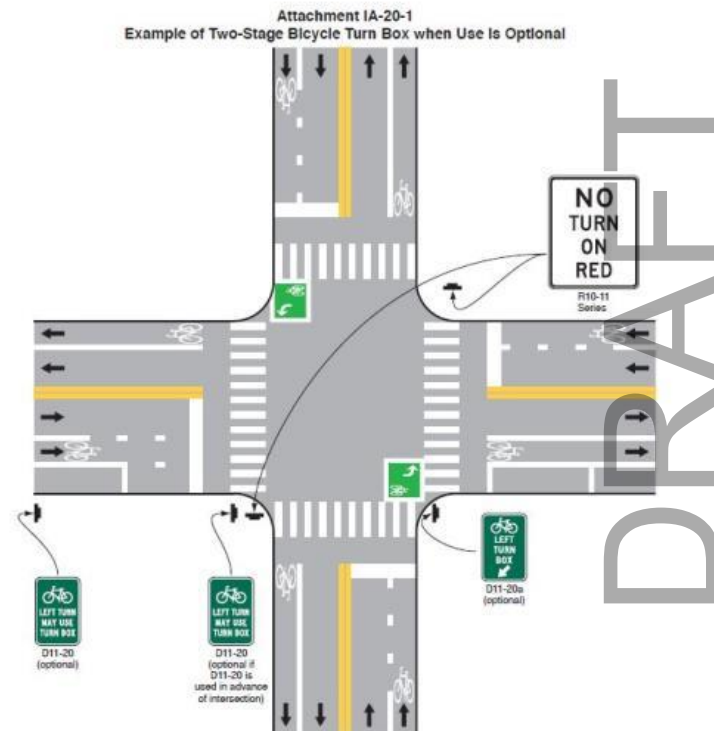 Attachment IA-20-1
Example of Two-Stage Bicycle Turn Box when Use Is Optional
DRAFT
NO
TURN
ON
RED
R10-11
Series
LEFT
TURN
BOX
D11-20a
(optional)
LEFT TURN
MAY USE
TURN BOX
D11-20
(optional)
LEFT TURN
MAY USE
TURN BOX
D11-20
(optional if
D11-20 is
used in advance
of intersection)